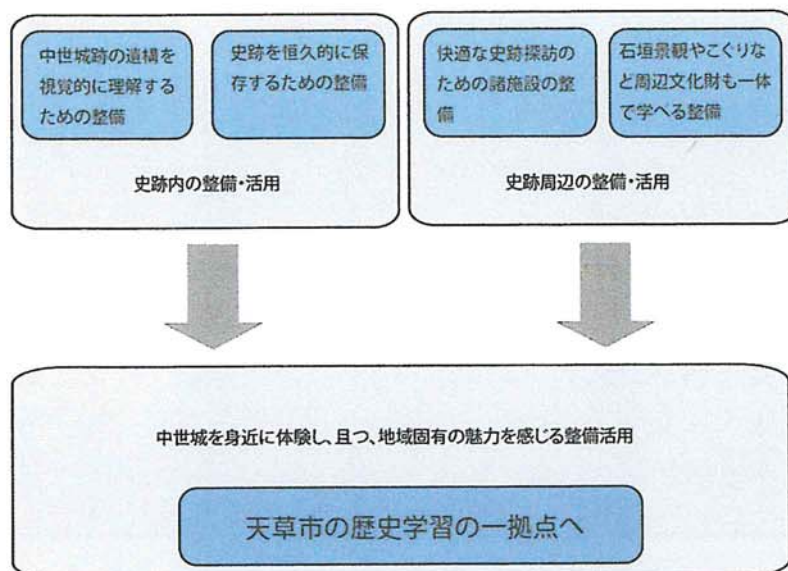 中世城跡の遺構を
視覚的に理解する
ための整備
史跡を恒久的に保
存するための整備
史跡内の整備・活用
快適な史跡探訪の
ための諸施設の整
備
石垣景観やこぐりな
ど周辺文化財も一体
で学べる整備
史跡周辺の整備・活用
中世城を身近に体験し、且つ、地域固有の魅力を感じる整備活用
天草市の歴史学習の一拠点へ